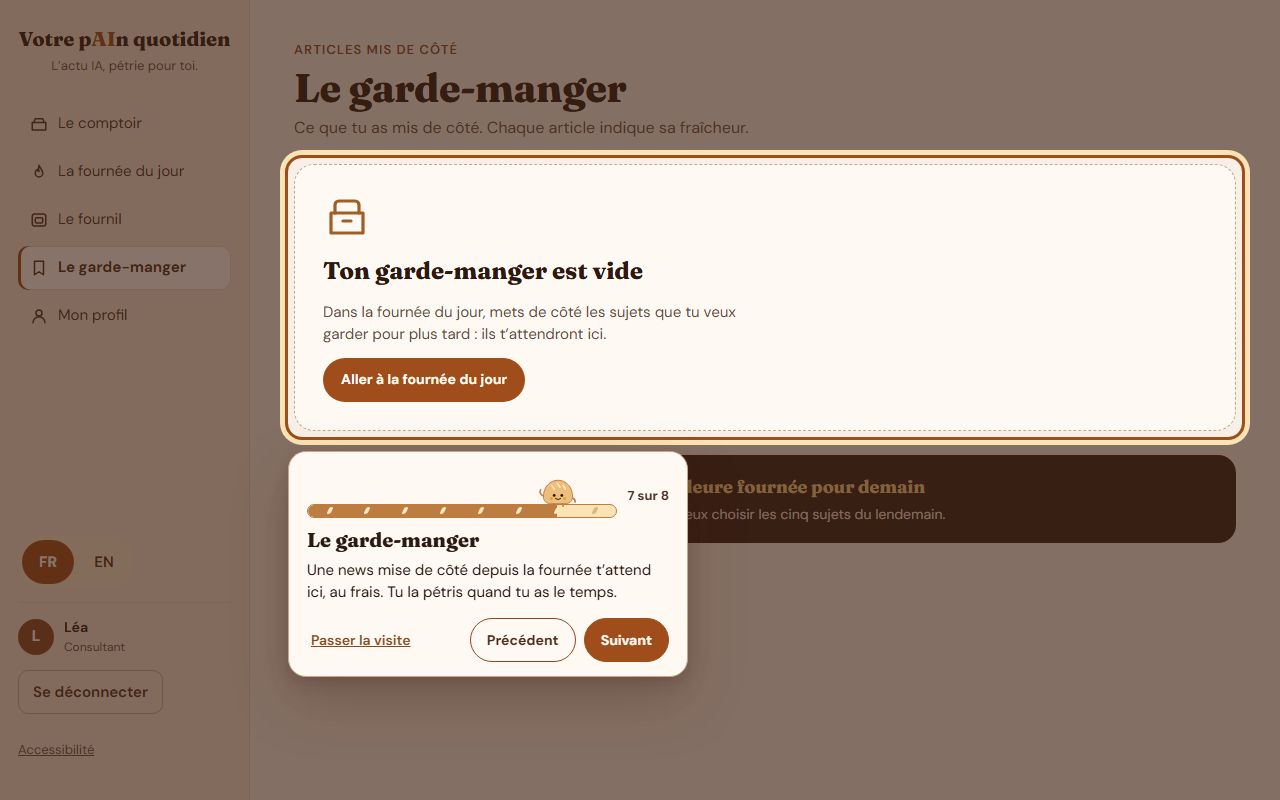 Votre pAIn quotidien
L'actu IA, pétrie pour toi.
Le comptoir
La fournée du jour
Le fournil
Le garde-manger
Mon profil
FR
EN
L
Léa
Consultant
Se déconnecter
Accessibilité
ARTICLES MIS DE CÔTÉ
Le garde-manger
Ce que tu as mis de côté. Chaque article indique sa fraîcheur.
Ton garde-manger est vide
Dans la fournée du jour, mets de côté les sujets que tu veux
garder pour plus tard : ils t’attendront ici.
Aller à la fournée du jour
fournée pour demain
choisir les cinq sujets du lendemain.
7 sur 8
Le garde-manger
Une news mise de côté depuis la fournée t’attend
ici, au frais. Tu la pétris quand tu as le temps.
Passer la visite
Précédent
Suivant